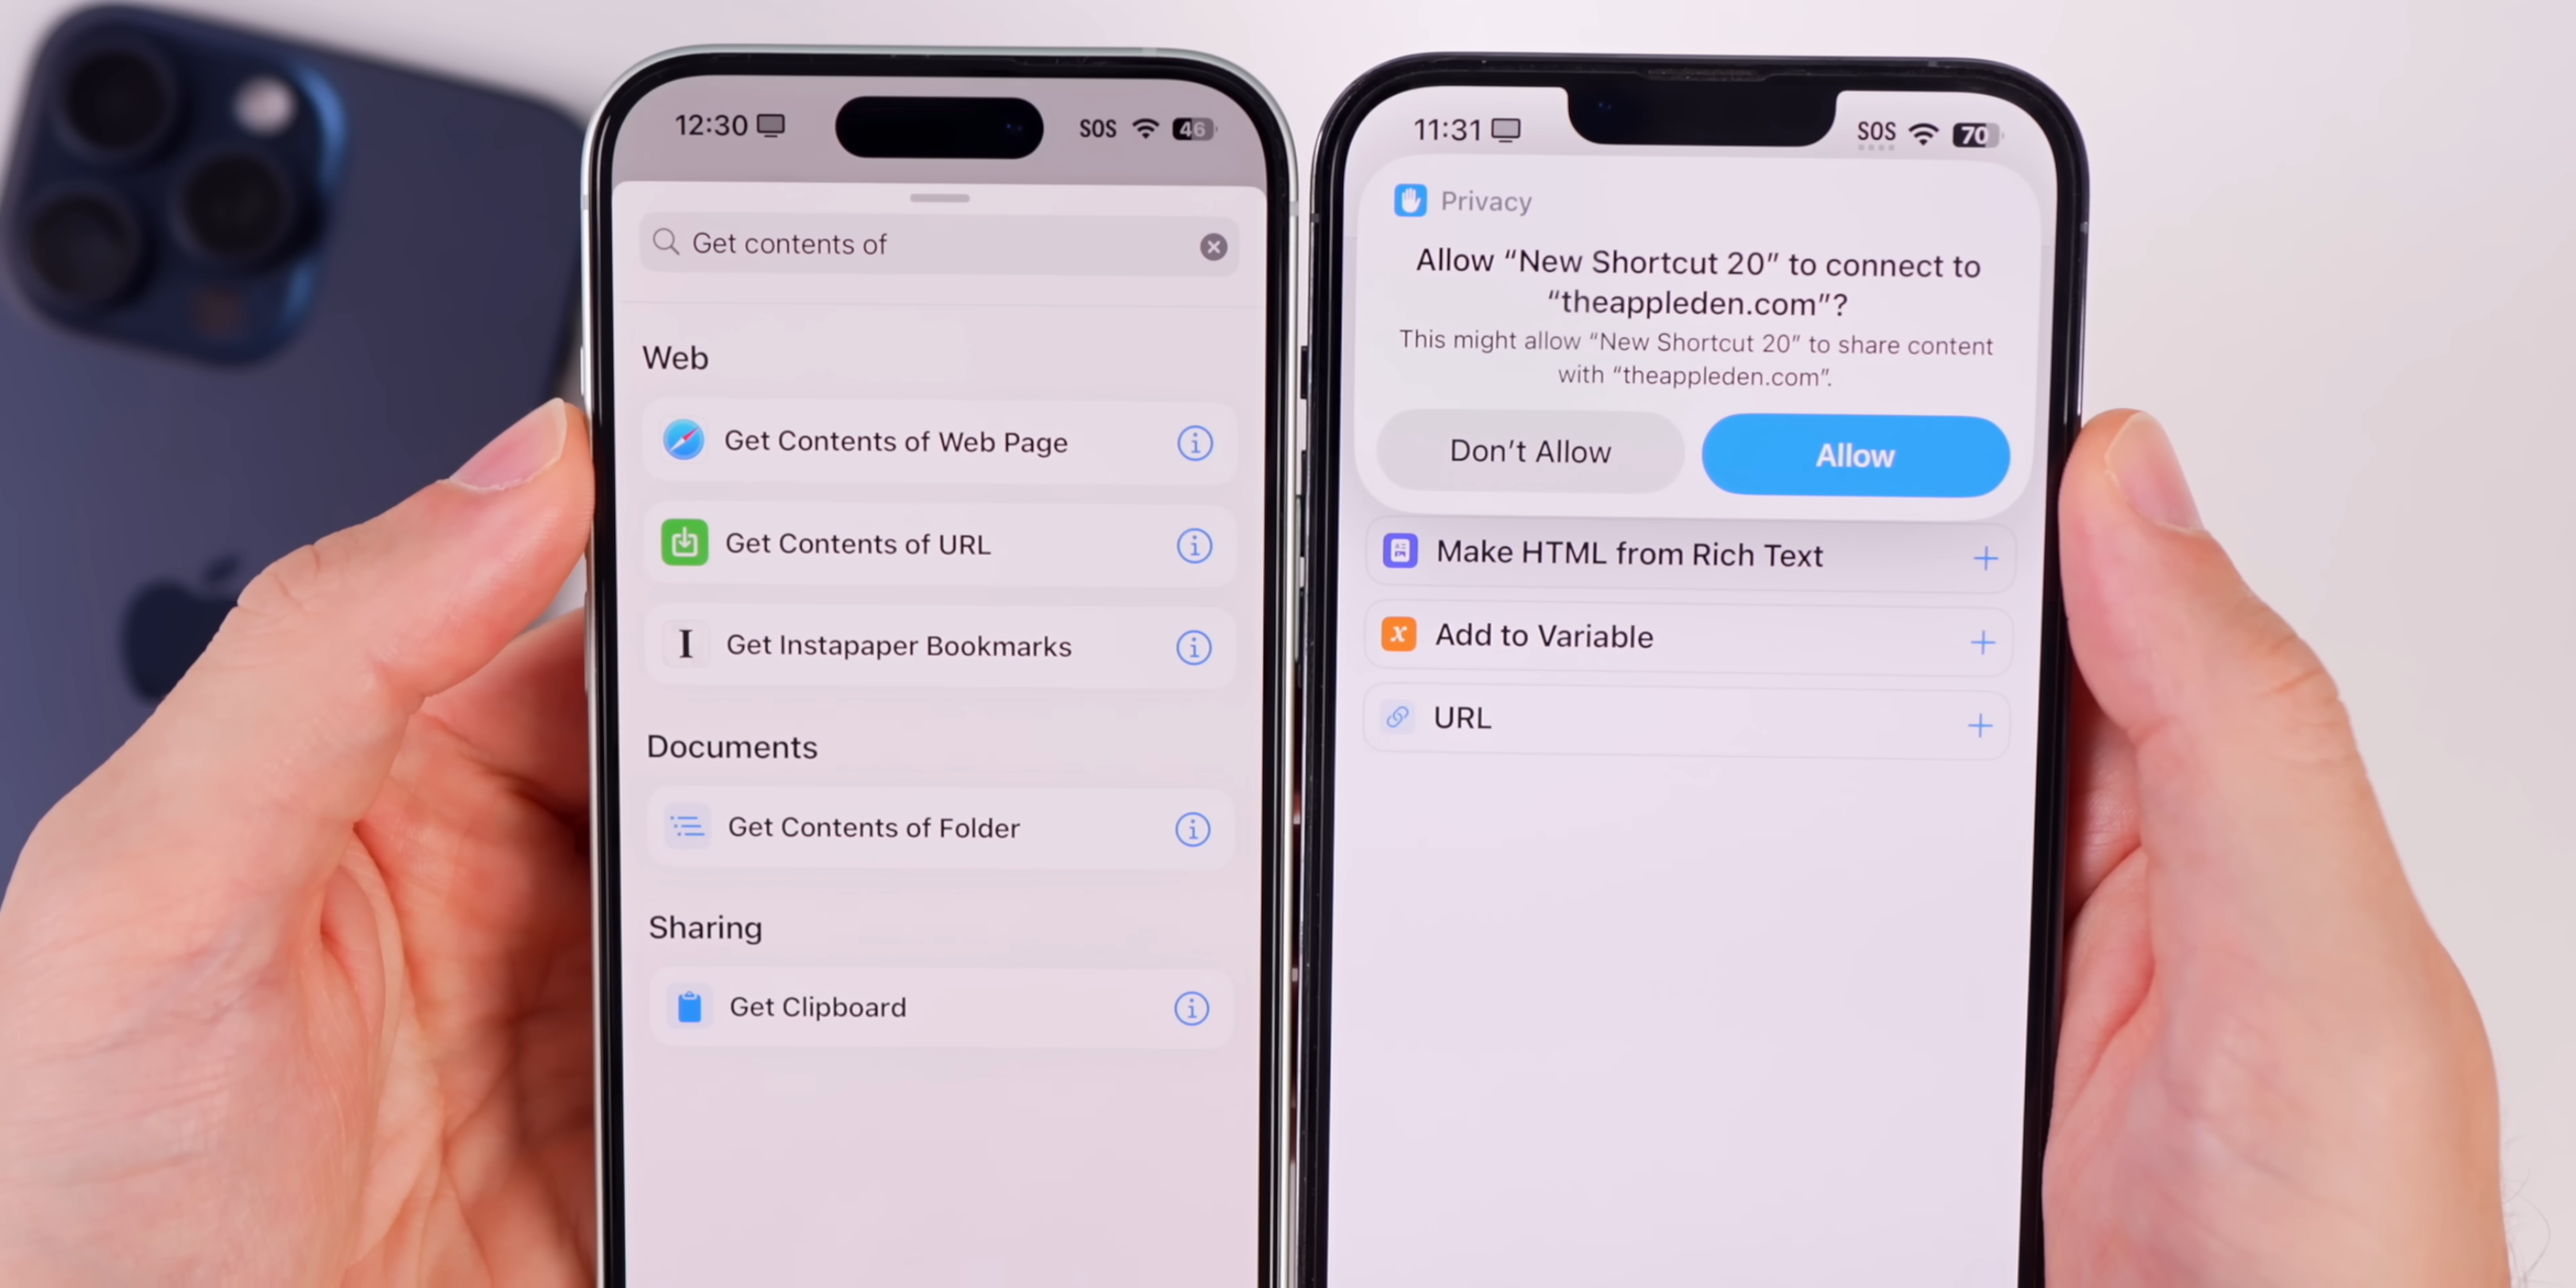 12:30
SOS
46
Get contents of
Web
Get Contents of Web Page
Get Contents of URL
I
Get Instapaper Bookmarks
Documents
Get Contents of Folder
Sharing
Get Clipboard
11:31
SOS
70
Privacy
Allow “New Shortcut 20” to connect to
“theappleden.com”?
This might allow “New Shortcut 20” to share content
with “theappleden.com”.
Don’t Allow
Allow
Make HTML from Rich Text
x
Add to Variable
URL